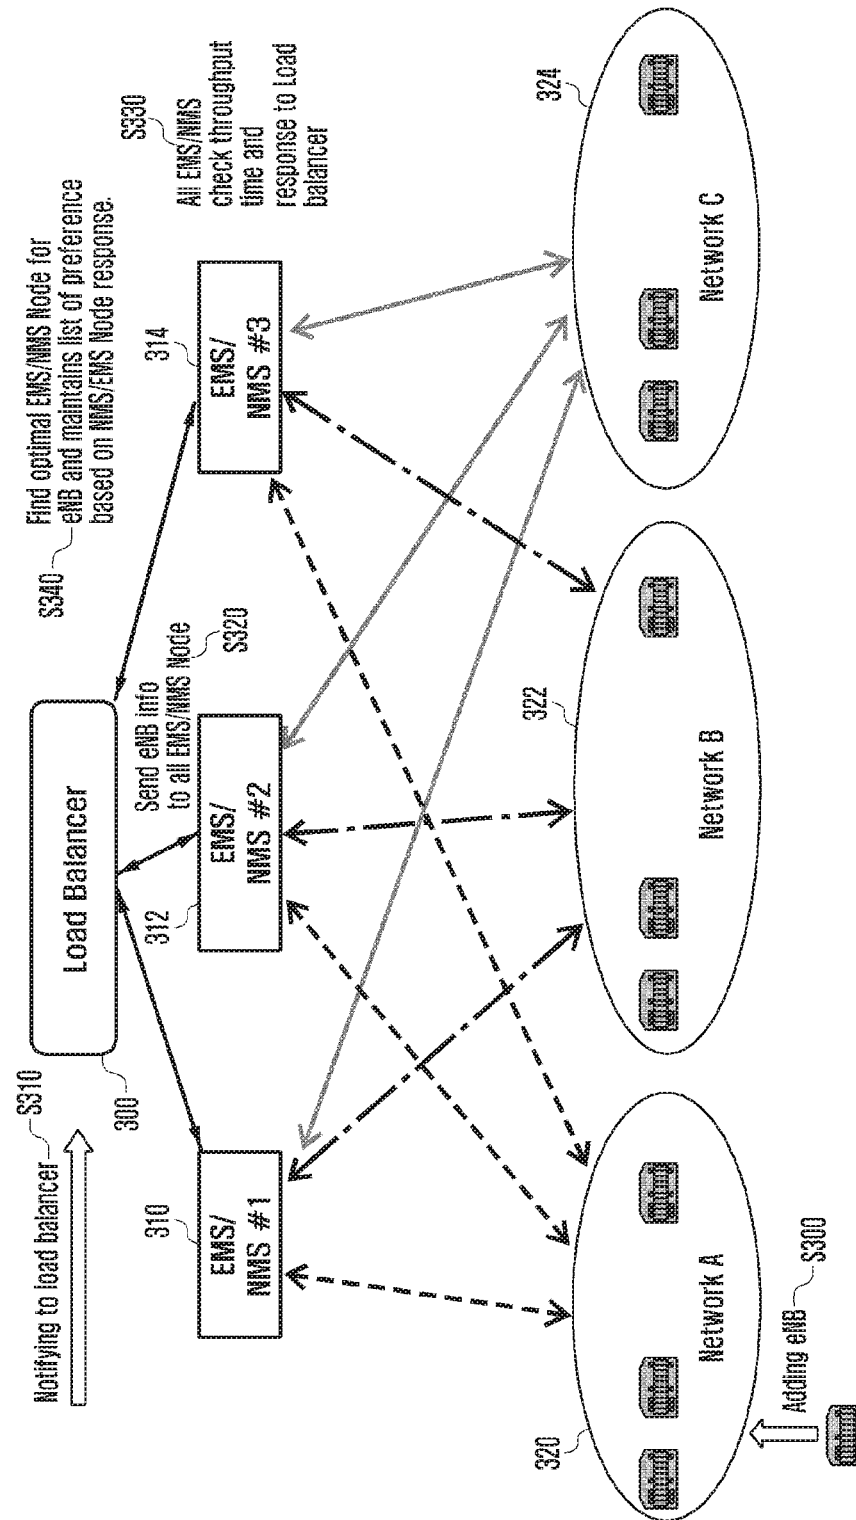 Notifying to load balancer
S310
300
Load Balancer
S340
Find optimal EMS/NMS Node for
eNB and maintains list of preference
based on NMS/EMS Node response.
Send eNB info
to all EMS/NMS Node
S320
S330
All EMS/NMS
check throughput
time and
response to Load
balancer
310
EMS/
NMS #1
312
EMS/
NMS #2
314
EMS/
NMS #3
320
Network A
322
Network B
324
Network C
Adding eNB
S300